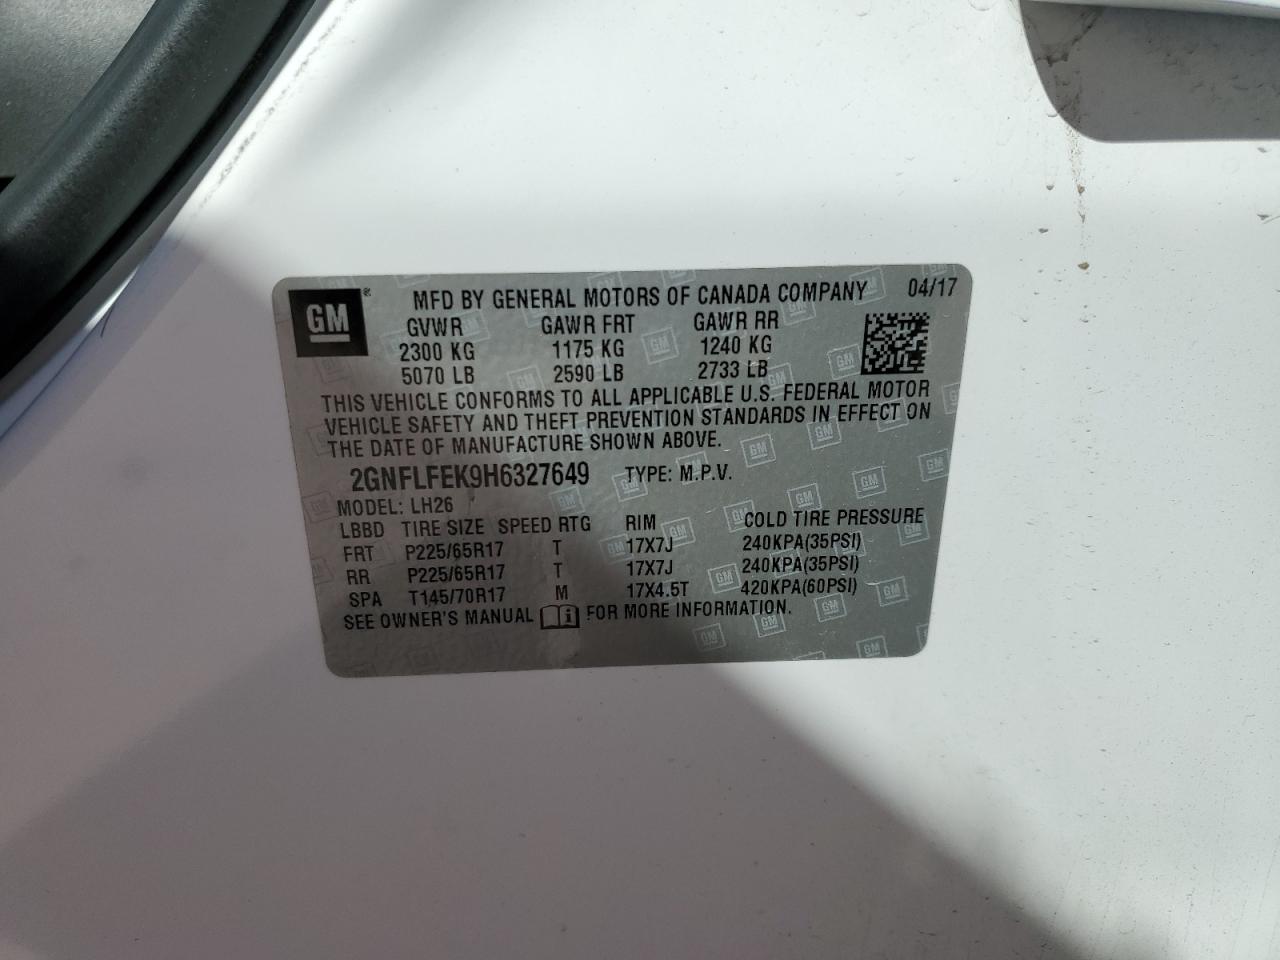 GM ® MFD BY GENERAL MOTORS OF CANADA COMPANY 04/17
GVWR GAWR FRT GAWR RR
2300 KG 1175 KG 1240 KG
5070 LB 2590 LB 2733 LB
THIS VEHICLE CONFORMS TO ALL APPLICABLE U.S. FEDERAL MOTOR
VEHICLE SAFETY AND THEFT PREVENTION STANDARDS IN EFFECT ON
THE DATE OF MANUFACTURE SHOWN ABOVE.
2GNFLFEK9H6327649 TYPE: M.P.V.
MODEL: LH26
LBBD TIRE SIZE SPEED RTG RIM COLD TIRE PRESSURE
FRT P225/65R17 T 17X7J 240KPA(35PSI)
RR P225/65R17 T 17X7J 240KPA(35PSI)
SPA T145/70R17 M 17X4.5T 420KPA(60PSI)
SEE OWNER'S MANUAL i FOR MORE INFORMATION.